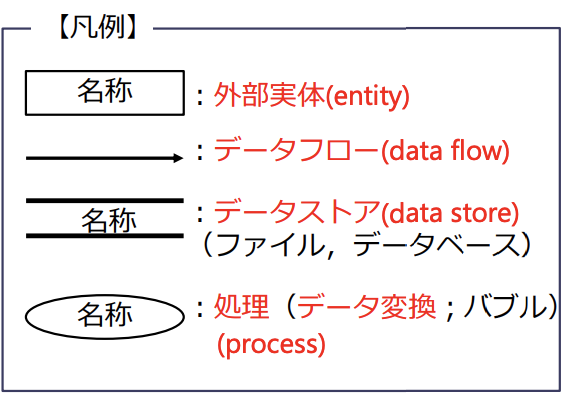 【凡例】
名称
：外部実体(entity)
：データフロー(data flow)
名称
：データストア(data store)
（ファイル，データベース）
名称
：処理（データ変換；バブル）
(process)